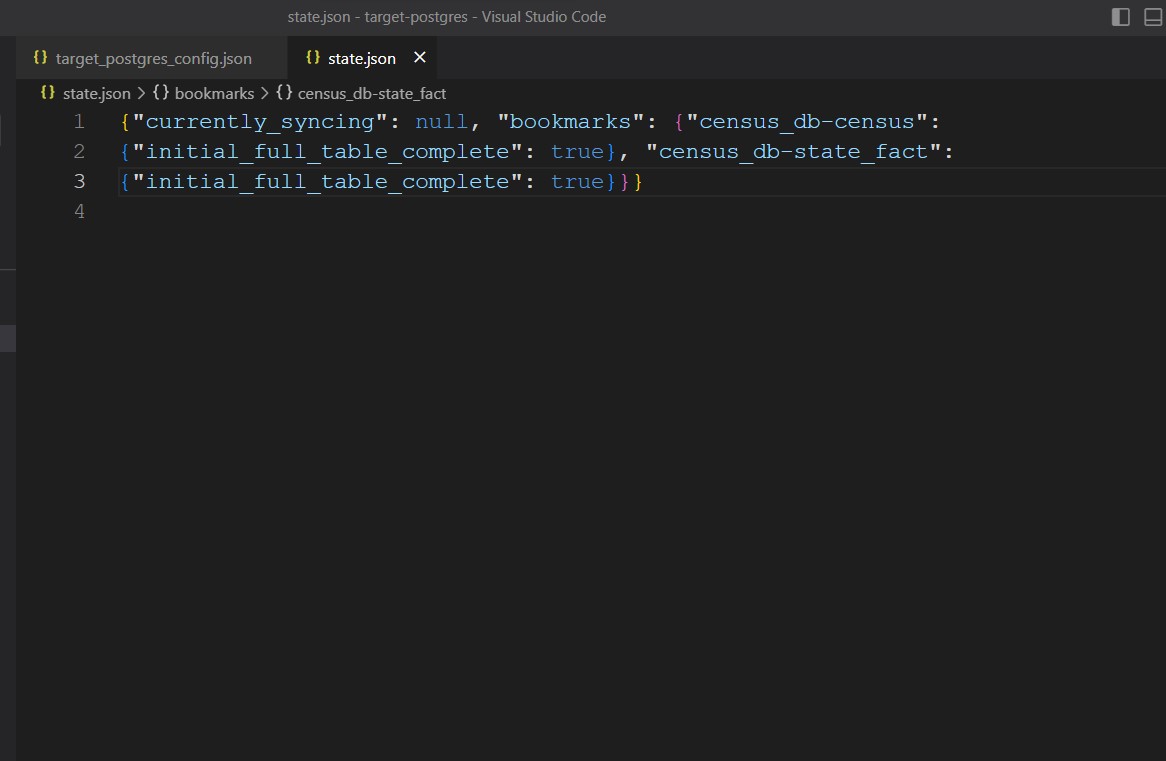 state.json - target-postgres - Visual Studio Code
{} target_postgres_config.json {} state.json ×
{} state.json > {} bookmarks > {} census_db-state_fact
1 {"currently_syncing": null, "bookmarks": {"census_db-census":
2 {"initial_full_table_complete": true}, "census_db-state_fact":
3 {"initial_full_table_complete": true}}}
4